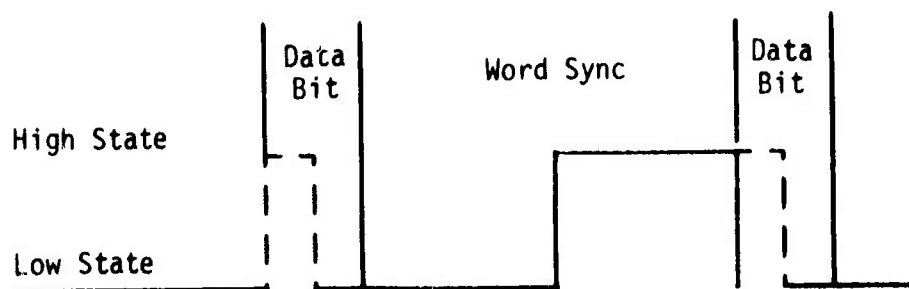 Data
Bit
Word Sync
Data
Bit
High State
Low State